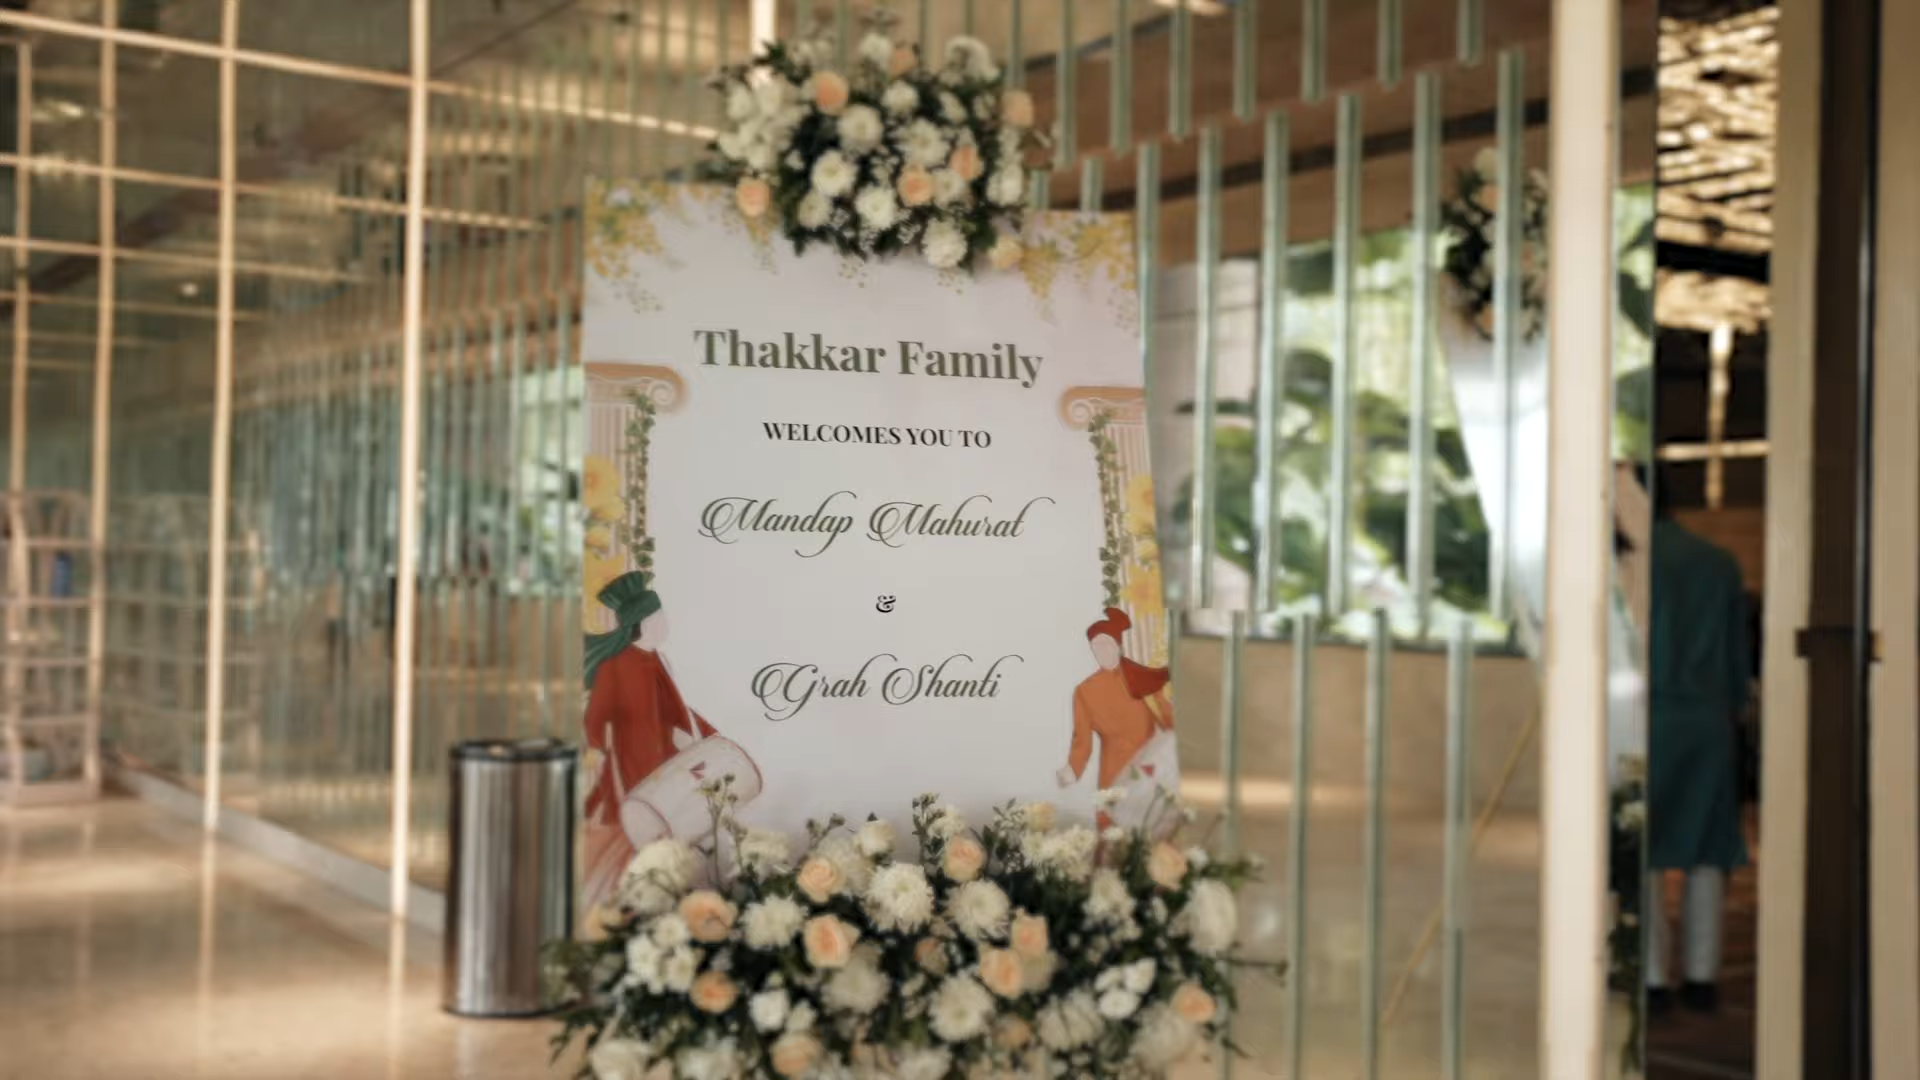 Thakkar Family
WELCOMES YOU TO
Mandap Mahurat
&
Grah Shanti